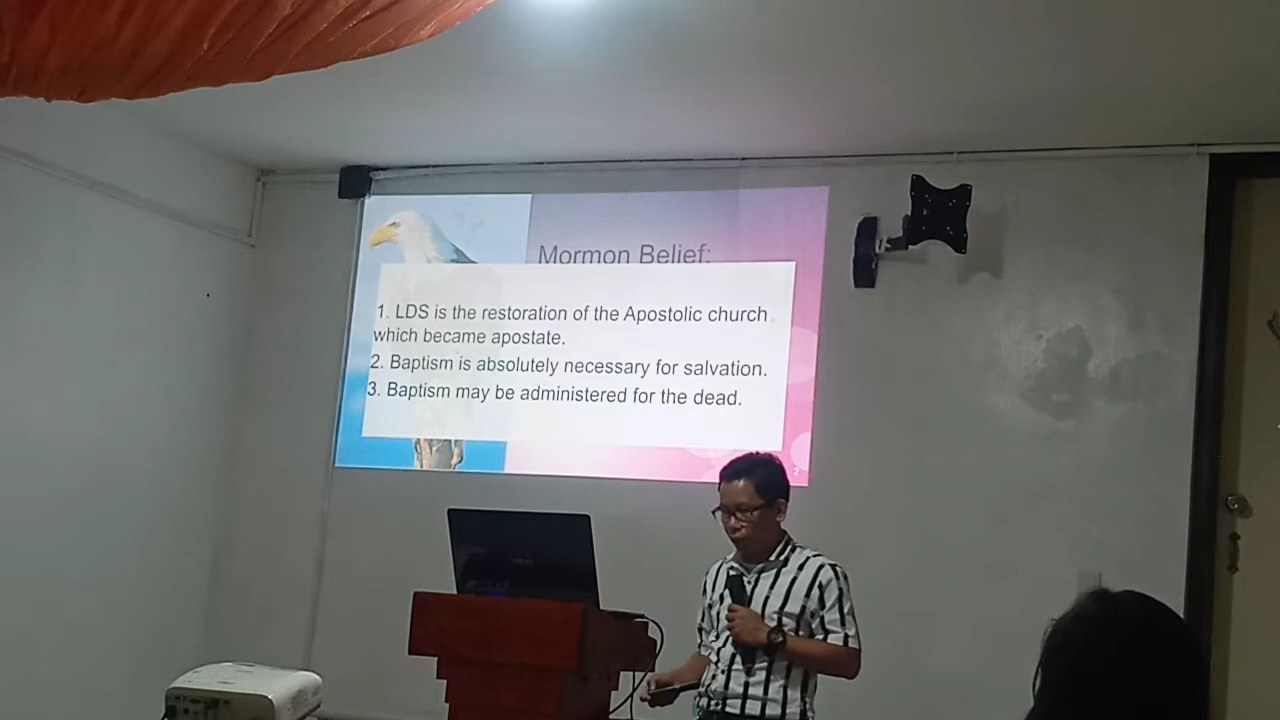 Mormon Belief:
1. LDS is the restoration of the Apostolic church
which became apostate.
2. Baptism is absolutely necessary for salvation.
3. Baptism may be administered for the dead.
2